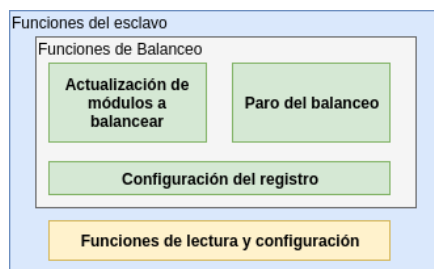 Funciones del esclavo
Funciones de Balanceo
Actualización de
módulos a
balancear
Paro del balanceo
Configuración del registro
Funciones de lectura y configuración